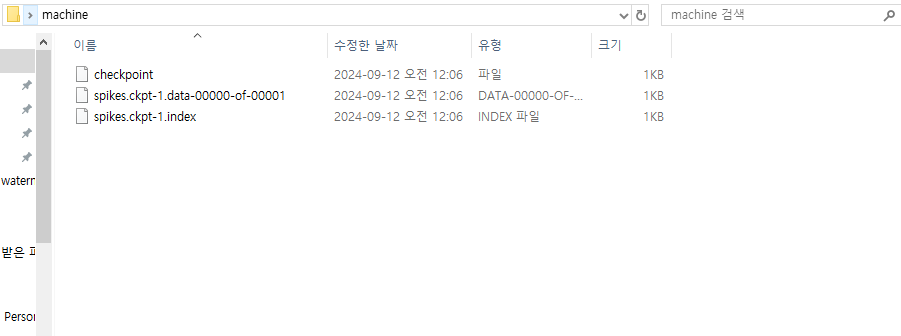 machine
machine 검색
이름 수정한 날짜 유형 크기
checkpoint 2024-09-12 오전 12:06 파일 1KB
spikes.ckpt-1.data-00000-of-00001 2024-09-12 오전 12:06 DATA-00000-OF-... 1KB
spikes.ckpt-1.index 2024-09-12 오전 12:06 INDEX 파일 1KB
watern
받은 파
Person